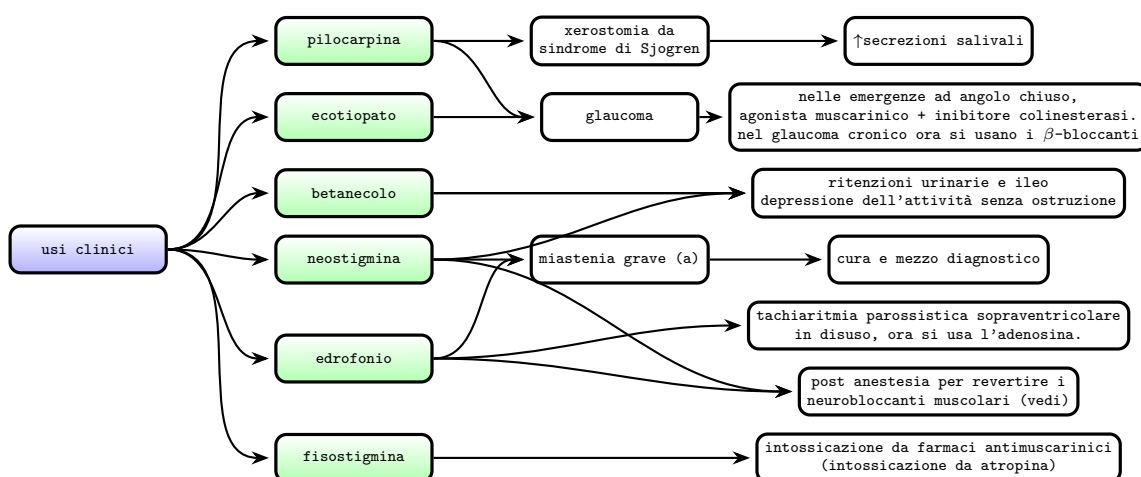 usi clinici
pilocarpina
xerostomia da
sindrome di Sjogren
↑secrezioni salivali
ecotiopato
glaucoma
nelle emergenze ad angolo chiuso,
agonista muscarinico + inibitore colinesterasi.
nel glaucoma cronico ora si usano i β-bloccanti
betanecolo
ritenzioni urinarie e ileo
depressione dell'attività senza ostruzione
neostigmina
miastenia grave (a)
cura e mezzo diagnostico
edrofonio
tachiaritmia parossistica sopraventricolare
in disuso, ora si usa l'adenosina.
post anestesia per revertire i
neurobloccanti muscolari (vedi)
fisostigmina
intossicazione da farmaci antimuscarinici
(intossicazione da atropina)